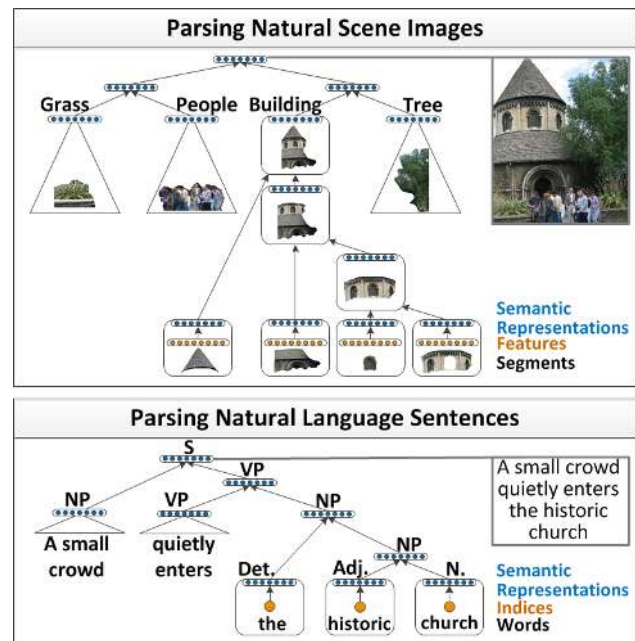 Parsing Natural Scene Images
Grass People Building Tree
Semantic
Representations
Features
Segments
Parsing Natural Language Sentences
S
VP
NP VP NP
A small
crowd
quietly
enters
NP
Det. Adj. N.
the historic church
A small crowd
quietly enters
the historic
church
Semantic
Representations
Indices
Words